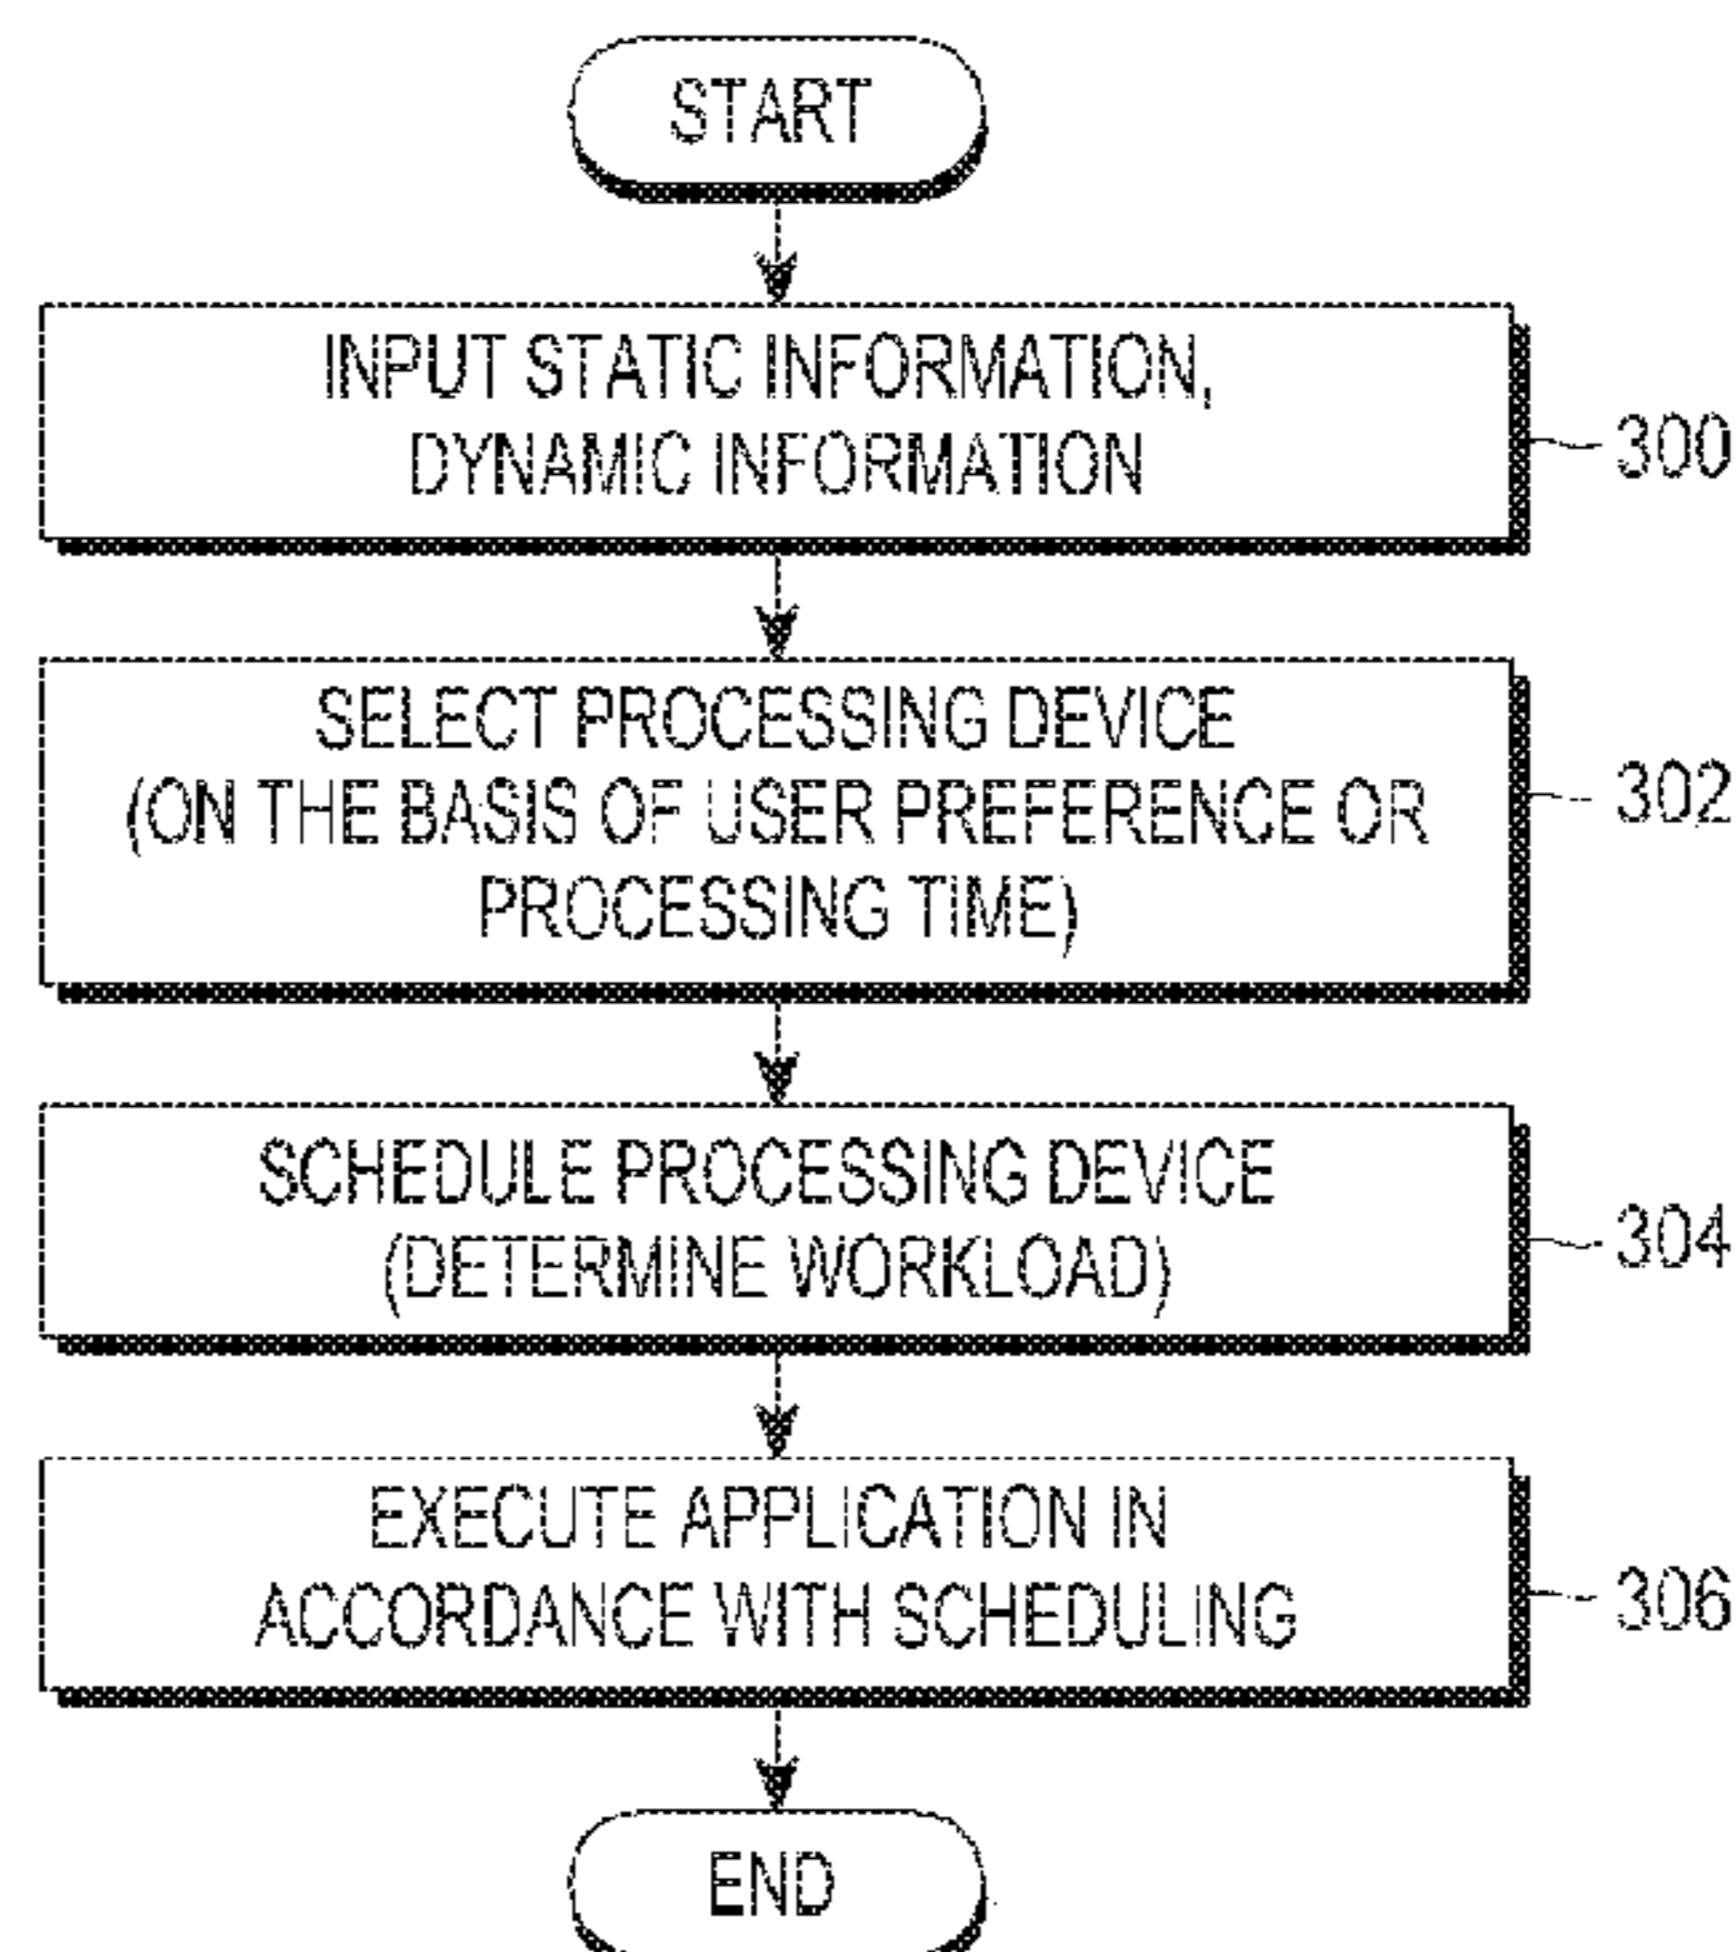 START
INPUT STATIC INFORMATION,
DYNAMIC INFORMATION
300
SELECT PROCESSING DEVICE
(ON THE BASIS OF USER PREFERENCE OR
PROCESSING TIME)
302
SCHEDULE PROCESSING DEVICE
(DETERMINE WORKLOAD)
304
EXECUTE APPLICATION IN
ACCORDANCE WITH SCHEDULING
306
END